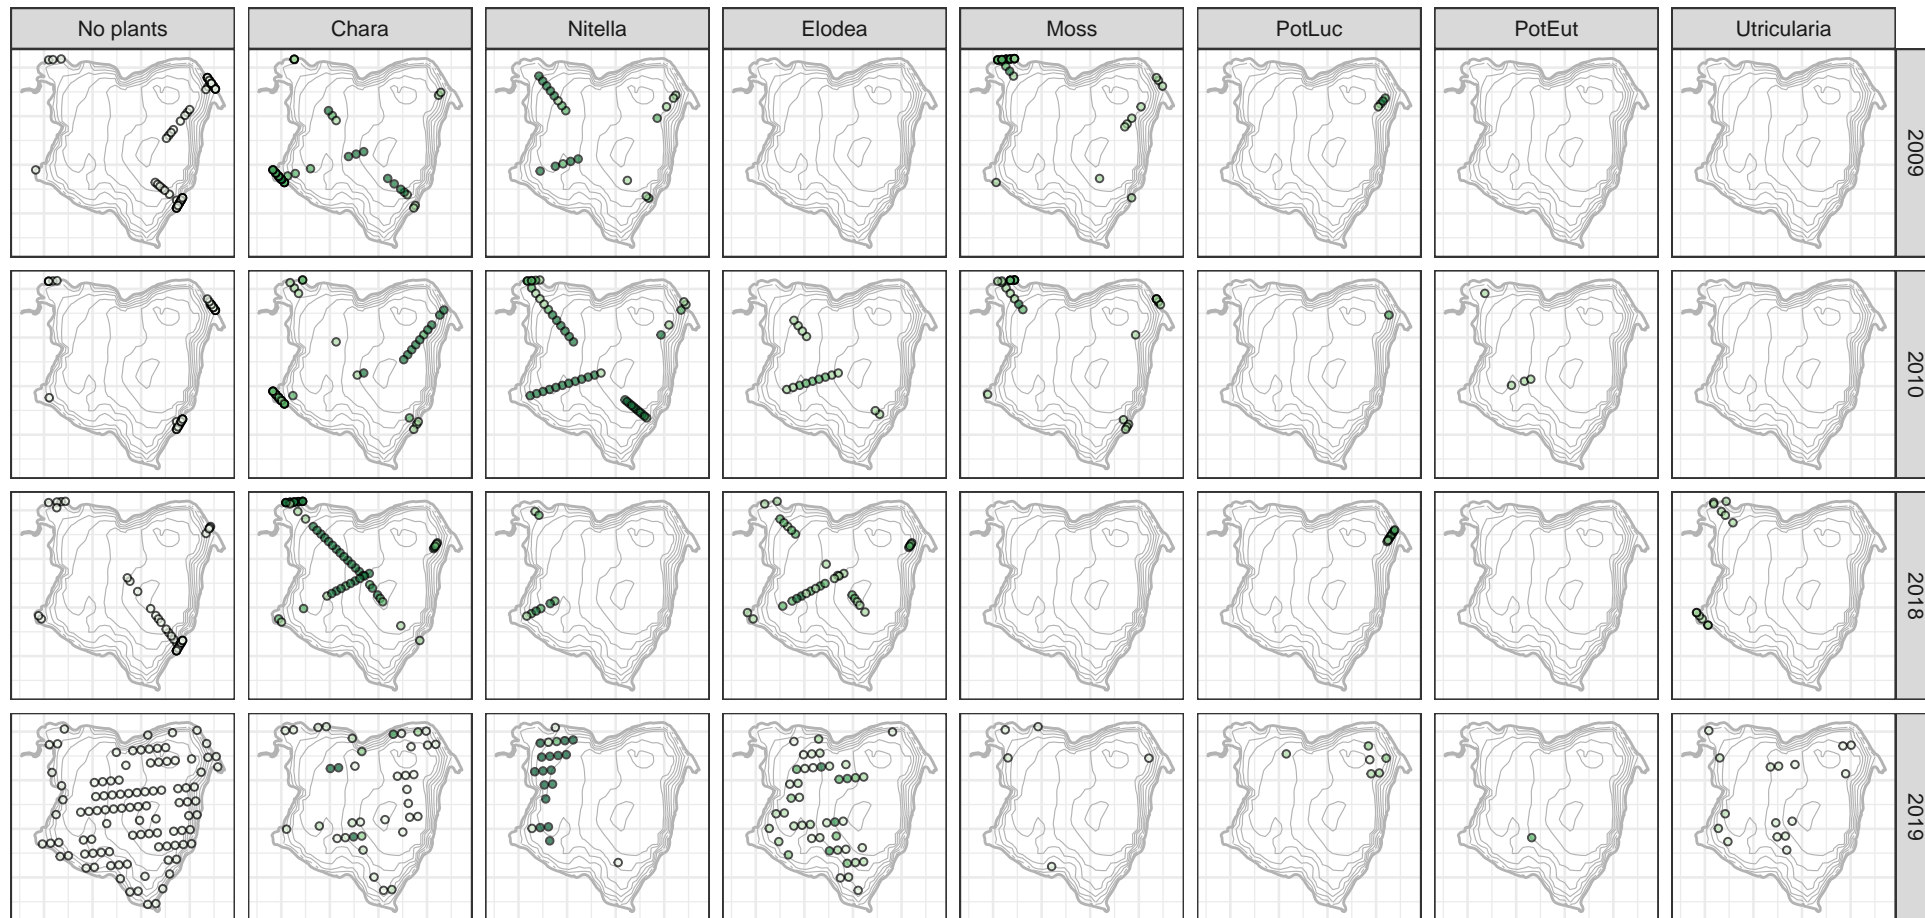 No plants
Chara
Nitella
Elodea
Moss
PotLuc
PotEut
Utricularia
2009
2010
2018
2019